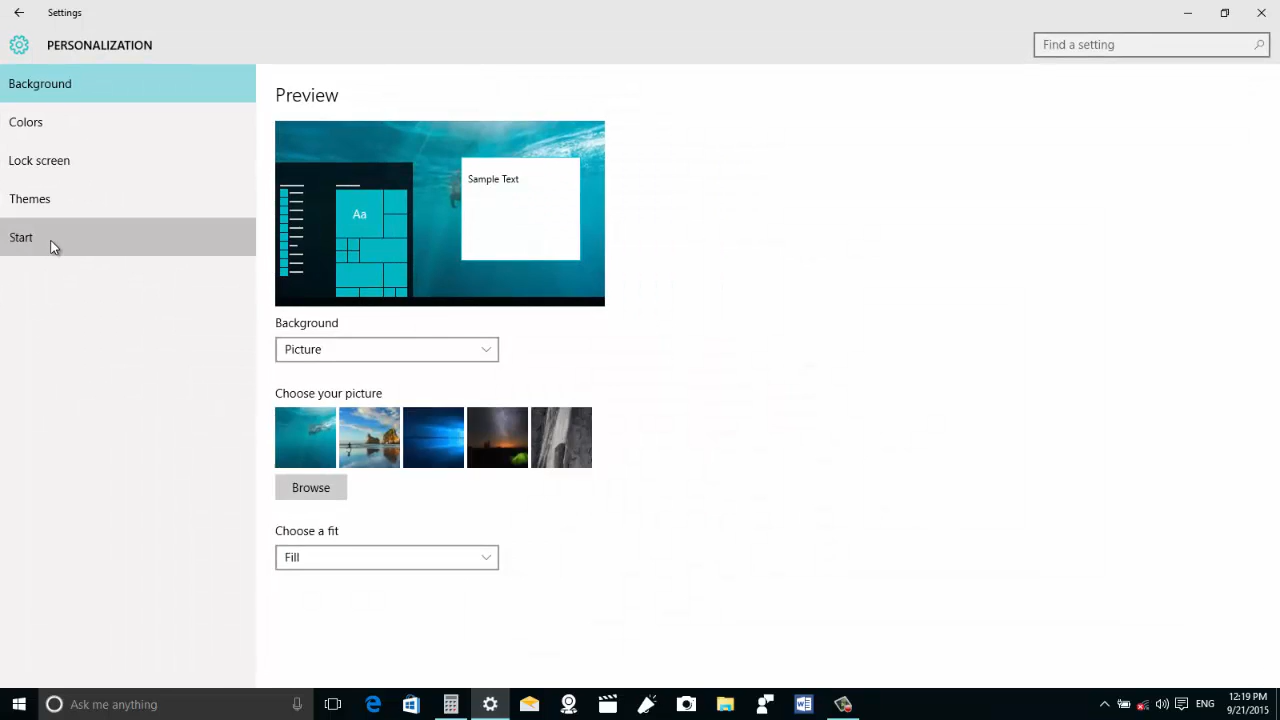 Settings
PERSONALIZATION
Find a setting
Background
Colors
Lock screen
Themes
Start
Preview
Aa
Sample Text
Background
Picture
Choose your picture
Browse
Choose a fit
Fill
Ask me anything
ENG
12:19 PM
9/21/2015